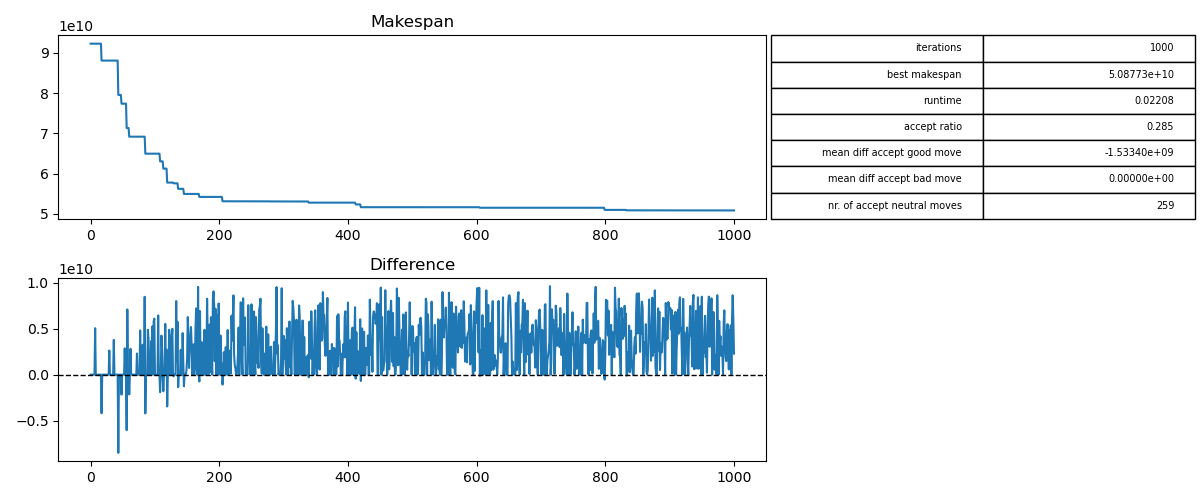 Makespan
1e10
9
8
7
6
5
0 200 400 600 800 1000
iterations 1000
best makespan 5.08773e+10
runtime 0.02208
accept ratio 0.285
mean diff accept good move -1.53340e+09
mean diff accept bad move 0.00000e+00
nr. of accept neutral moves 259
Difference
1e10
1.0
0.5
0.0
−0.5
0 200 400 600 800 1000